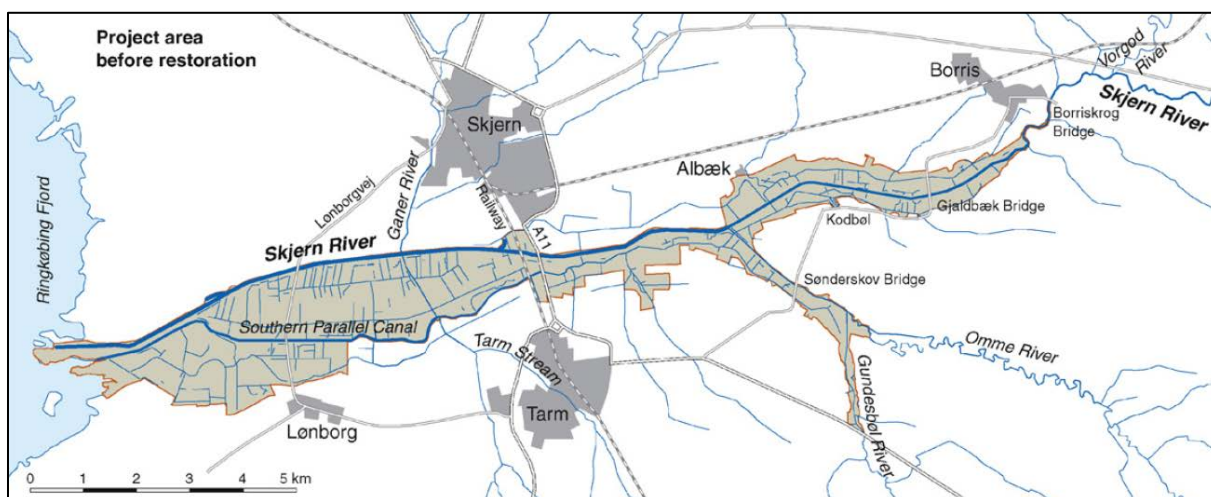 Project area
before restoration
Borris
Vorgod
River
Skjern River
Borriskrog
Bridge
Skjern
Albæk
Lønborgvej
Ganer River
Railway
A11
Kodbøl
Gjaldbæk Bridge
Ringkøbing Fjord
Skjern River
Sønderskov Bridge
Southern Parallel Canal
Tarm Stream
Omme River
Gundesbøl River
Tarm
Lønborg
0 1 2 3 4 5 km